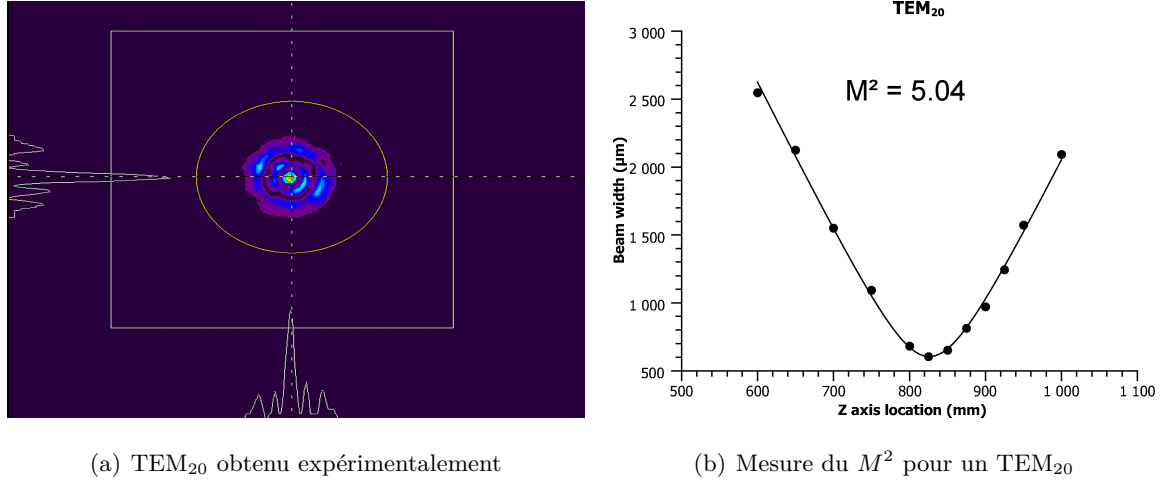 TEM₂₀
3 000
M² = 5.04
2 500
2 000
1 500
1 000
500
Beam width (µm)
500 600 700 800 900 1 000 1 100
Z axis location (mm)
(a) TEM₂₀ obtenu expérimentalement
(b) Mesure du M² pour un TEM₂₀